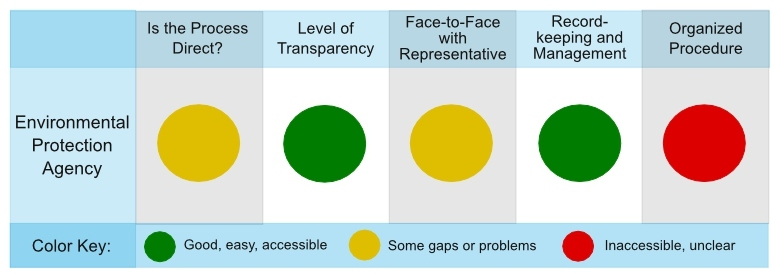 Is the Process
Direct?
Level of
Transparency
Face-to-Face
with
Representative
Record-
keeping and
Management
Organized
Procedure
Environmental
Protection
Agency
Color Key:
Good, easy, accessible
Some gaps or problems
Inaccessible, unclear